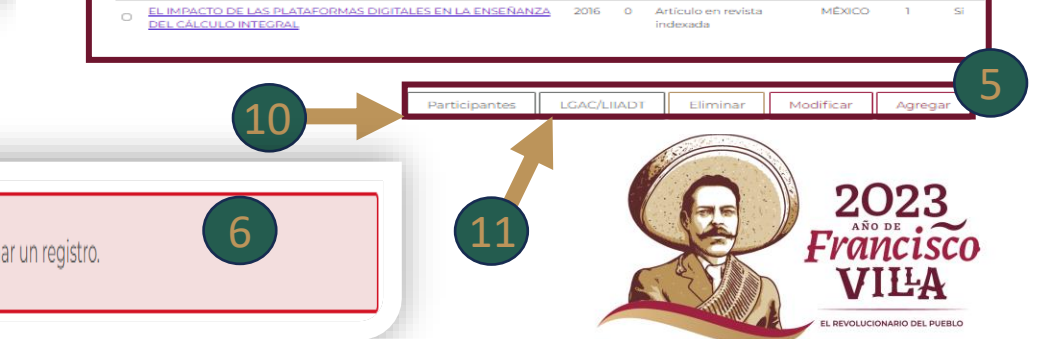 EL IMPACTO DE LAS PLATAFORMAS DIGITALES EN LA ENSEÑANZA 2016 0 Artículo en revista MÉXICO 1 Si
DEL CÁLCULO INTEGRAL indexada
5
10
Participantes LGAC/LIIADT Eliminar Modificar Agregar
6
11
ar un registro.
2023
AÑO DE
Francisco
VILLA
EL REVOLUCIONARIO DEL PUEBLO